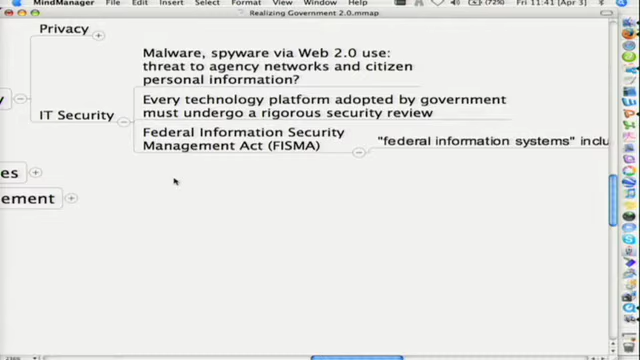 MindManager File Edit Insert Select Format View Window Help (72%) Fri 11:41 (Apr 3)
Realizing Government 2.0.mmap
Privacy
Malware, spyware via Web 2.0 use:
threat to agency networks and citizen
personal information?
Every technology platform adopted by government
must undergo a rigorous security review
IT Security
Federal Information Security
Management Act (FISMA)
"federal information systems" inclu
es
ement